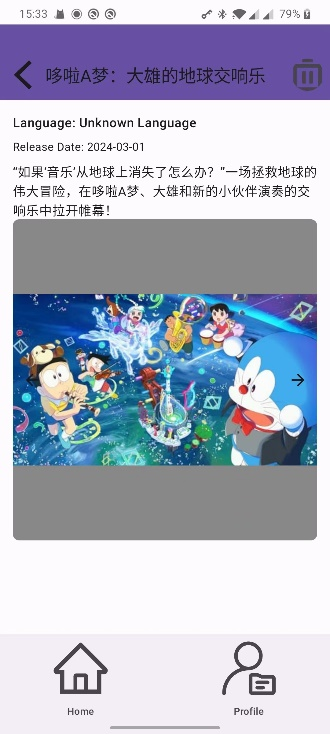 15:33
79%
哆啦A梦：大雄的地球交响乐
Language: Unknown Language
Release Date: 2024-03-01
“如果‘音乐’从地球上消失了怎么办？”一场拯救地球的
伟大冒险，在哆啦A梦、大雄和新的小伙伴演奏的交
响乐中拉开帷幕！
Home
Profile